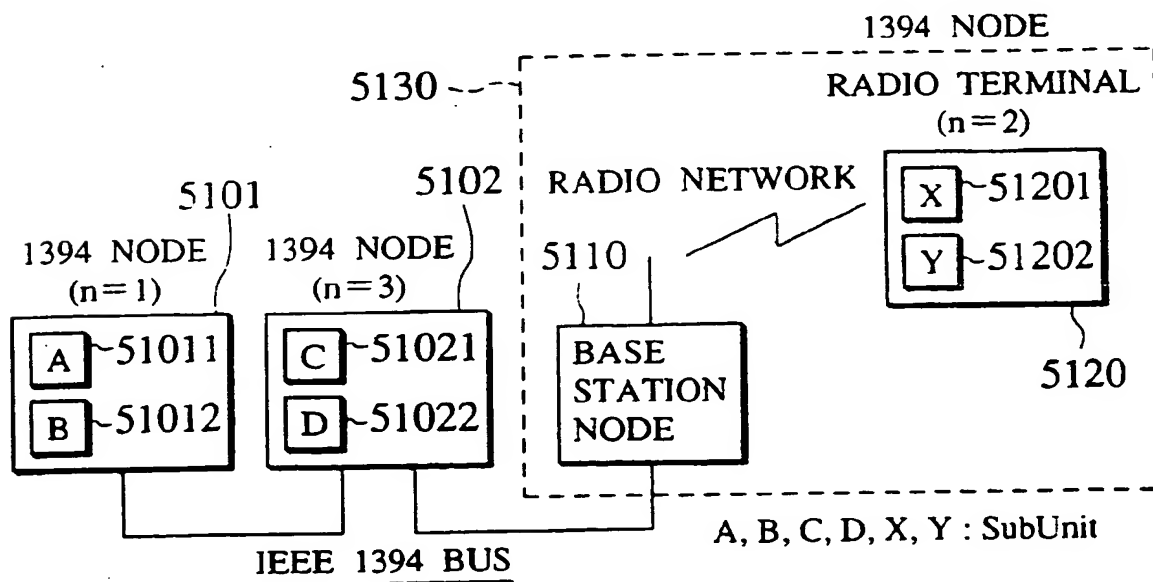 1394 NODE
5130
RADIO TERMINAL
(n=2)
5101
5102
RADIO NETWORK
X 51201
Y 51202
1394 NODE
(n=1)
1394 NODE
(n=3)
5110
A 51011
B 51012
C 51021
D 51022
BASE
STATION
NODE
5120
IEEE 1394 BUS
A, B, C, D, X, Y : SubUnit